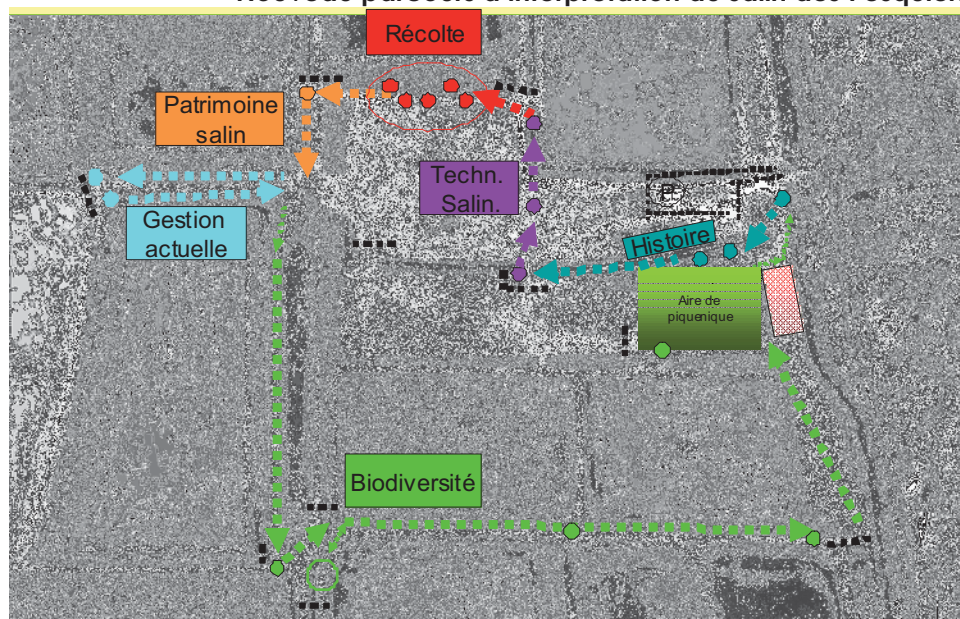 Récolte
Patrimoine
salin
Techn.
Salin.
P
Gestion
actuelle
Histoire
Aire de
piquenique
Biodiversité